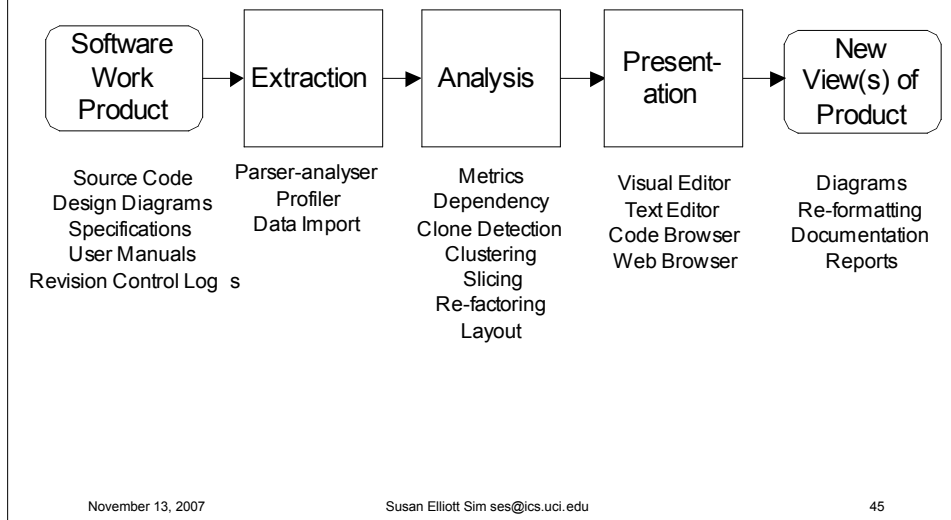 Software
Work
Product
Extraction
Analysis
Present-
ation
New
View(s) of
Product
Source Code
Design Diagrams
Specifications
User Manuals
Revision Control Log s
Parser-analyser
Profiler
Data Import
Metrics
Dependency
Clone Detection
Clustering
Slicing
Re-factoring
Layout
Visual Editor
Text Editor
Code Browser
Web Browser
Diagrams
Re-formatting
Documentation
Reports
November 13, 2007
Susan Elliott Sim ses@ics.uci.edu
45